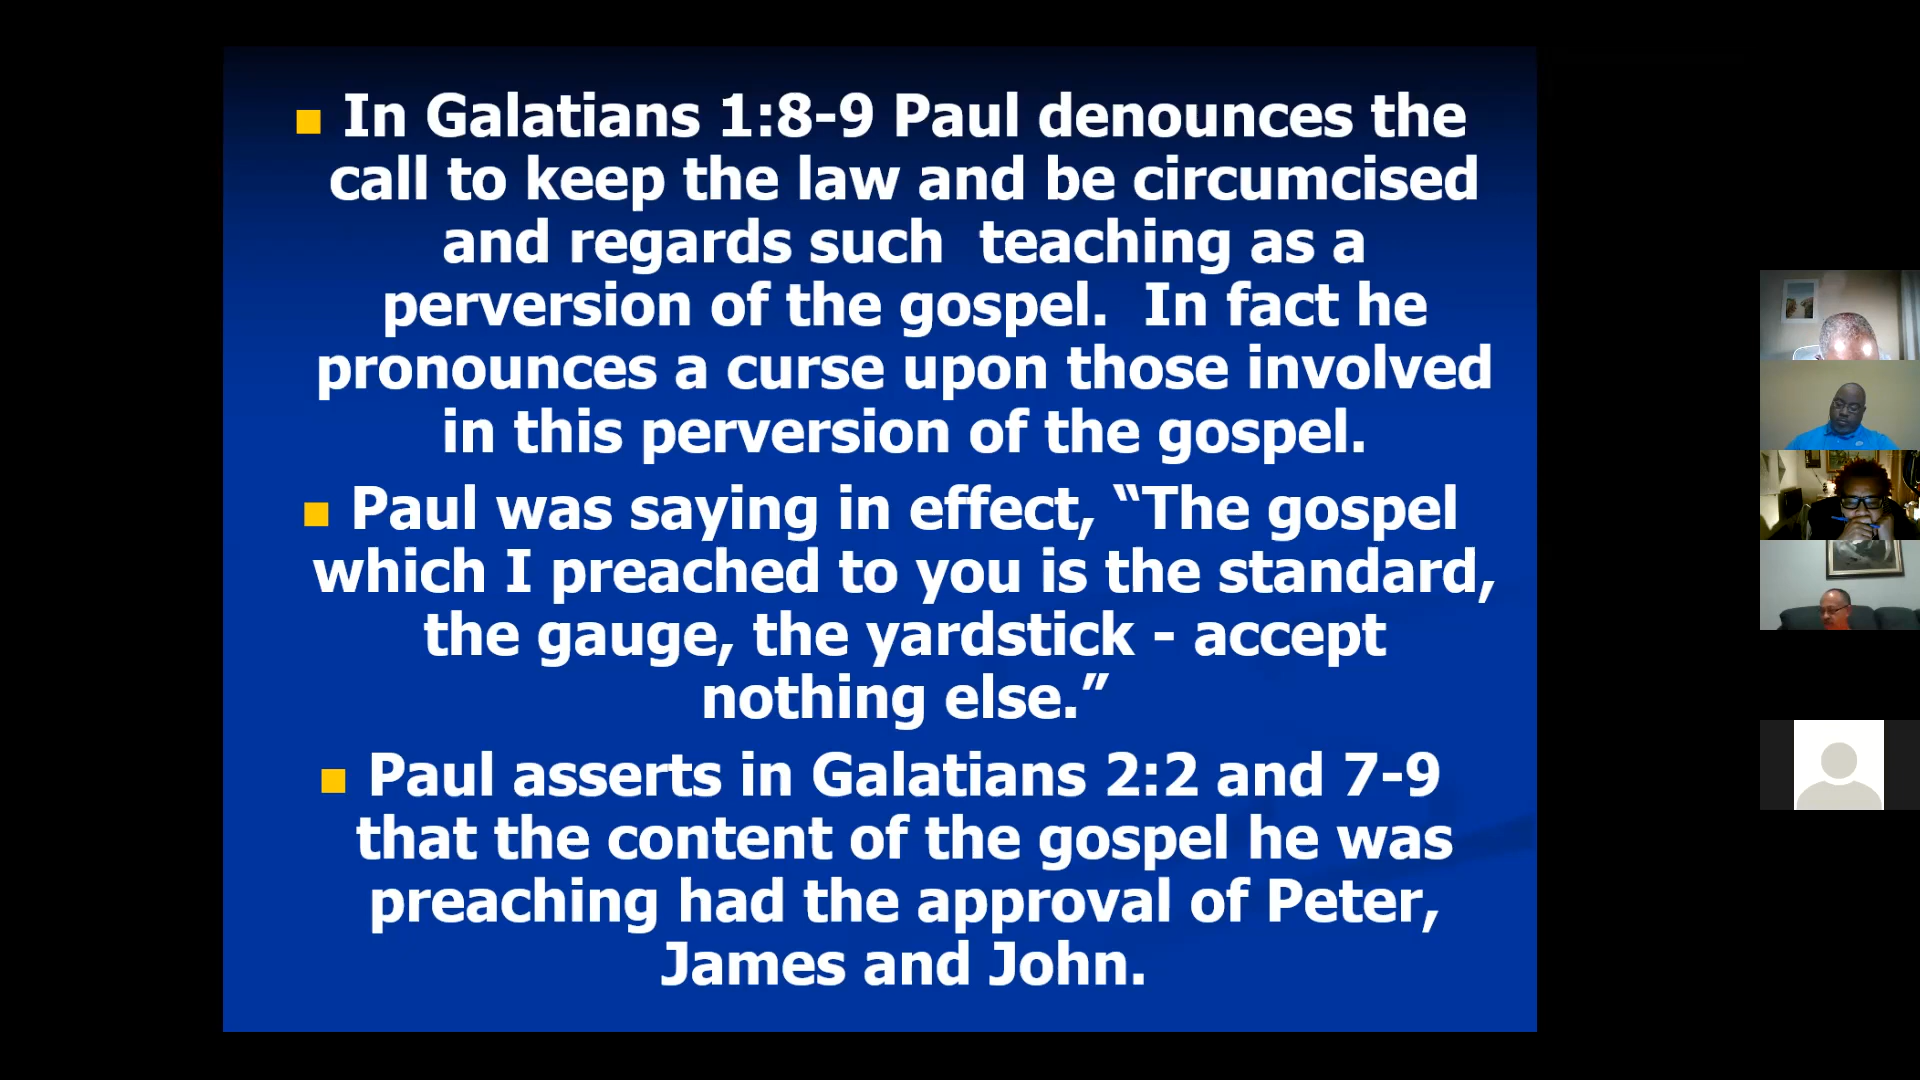 In Galatians 1:8-9 Paul denounces the
call to keep the law and be circumcised
and regards such  teaching as a
perversion of the gospel.  In fact he
pronounces a curse upon those involved
in this perversion of the gospel.
Paul was saying in effect, “The gospel
which I preached to you is the standard,
the gauge, the yardstick - accept
nothing else.”
Paul asserts in Galatians 2:2 and 7-9
that the content of the gospel he was
preaching had the approval of Peter,
James and John.